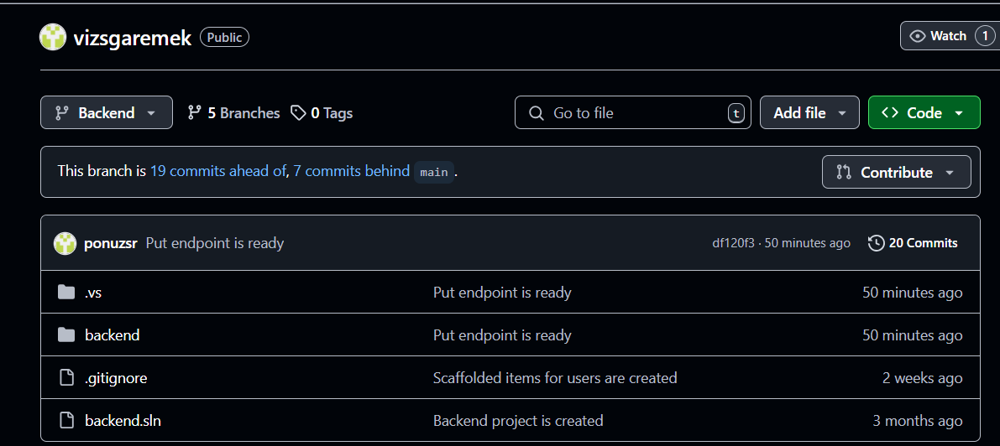 vizsgaremek Public Watch 1
Backend 5 Branches 0 Tags Go to file t Add file Code
This branch is 19 commits ahead of, 7 commits behind main.
Contribute
ponuzsr Put endpoint is ready df120f3 · 50 minutes ago 20 Commits
.vs Put endpoint is ready 50 minutes ago
backend Put endpoint is ready 50 minutes ago
.gitignore Scaffolded items for users are created 2 weeks ago
backend.sln Backend project is created 3 months ago